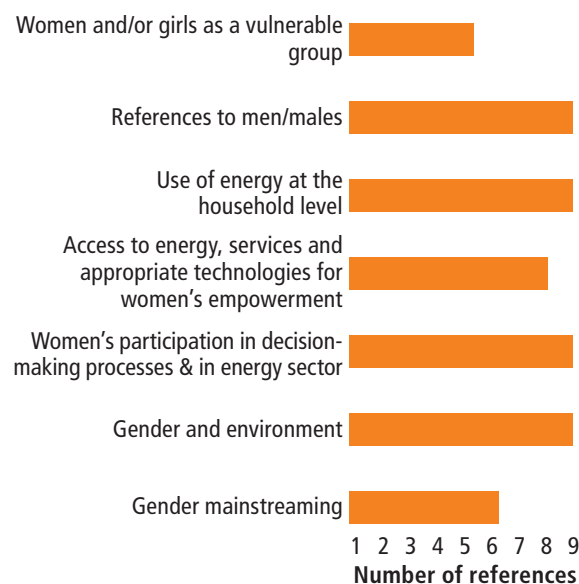 Women and/or girls as a vulnerable
group
References to men/males
Use of energy at the
household level
Access to energy, services and
appropriate technologies for
women’s empowerment
Women’s participation in decision-
making processes & in energy sector
Gender and environment
Gender mainstreaming
1 2 3 4 5 6 7 8 9
Number of references